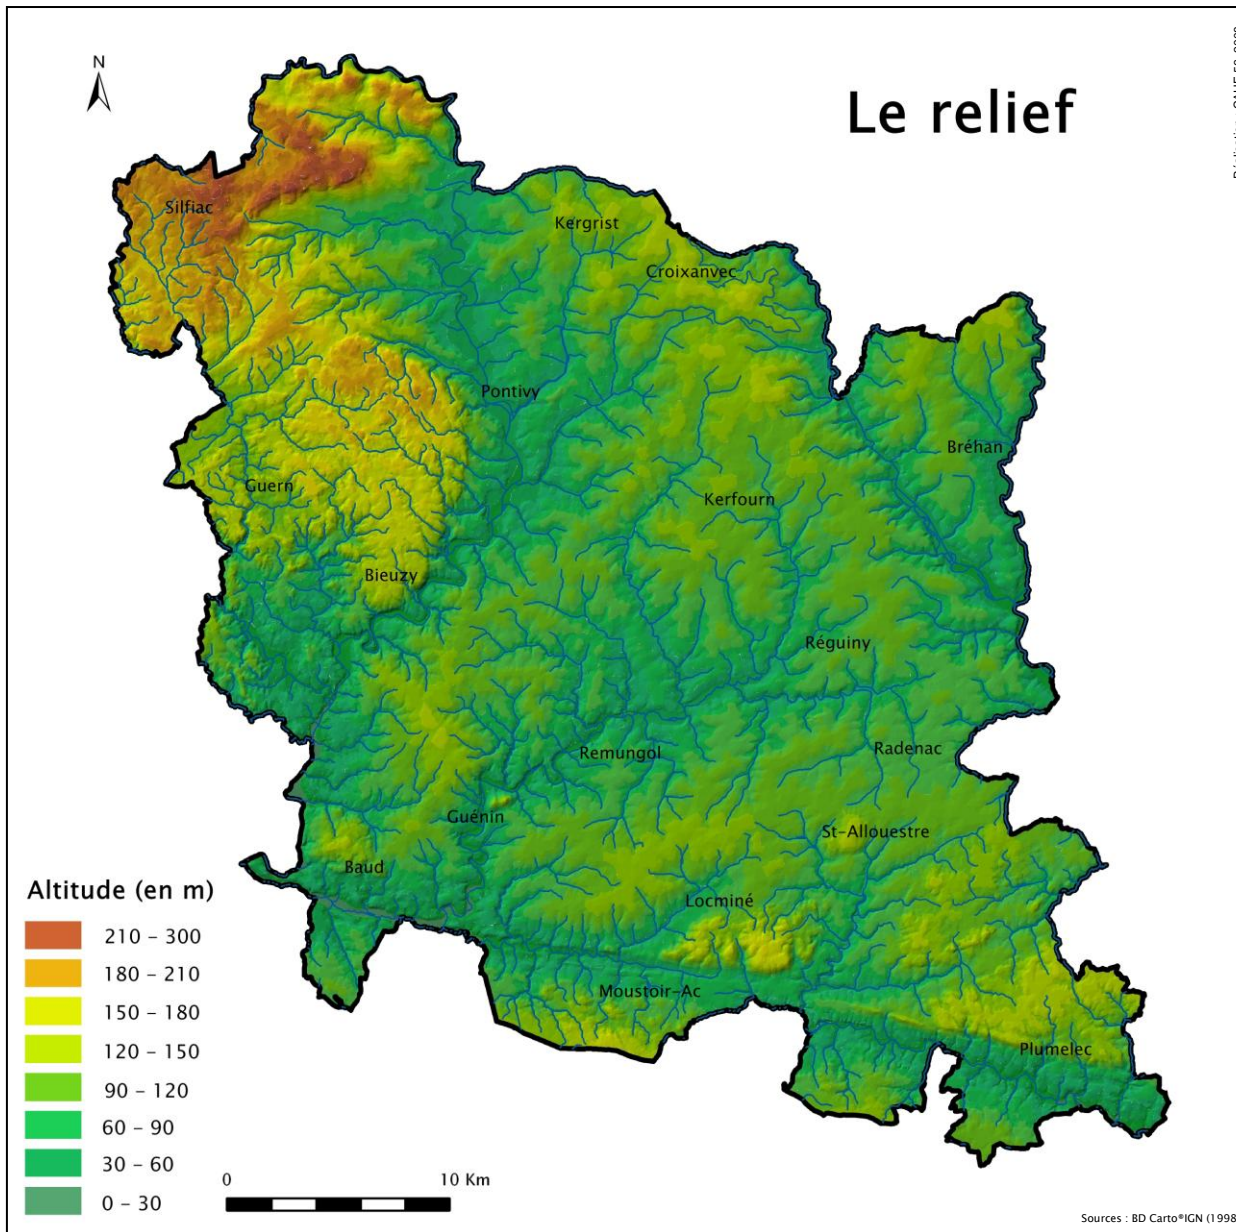 N
Le relief
Silfiac
Kergrist
Croixanvec
Pontivy
Bréhan
Guern
Kerfourn
Bieuzy
Réguiny
Remungol
Radenac
Guénin
St-Allouestre
Baud
Locminé
Moustoir-Ac
Plumelec
Altitude (en m)
210 - 300
180 - 210
150 - 180
120 - 150
90 - 120
60 - 90
30 - 60
0 - 30
0 10 Km
Sources : BD Carto®IGN (1998